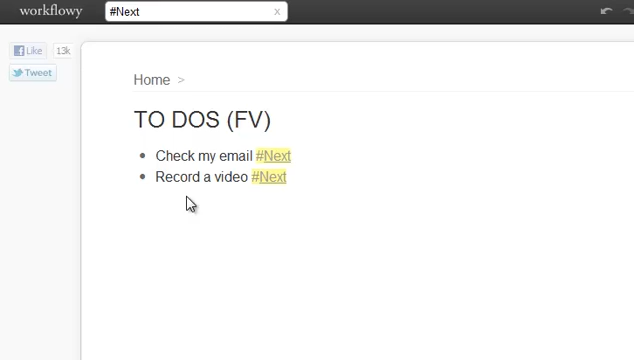 workflowy #Next x
Like 13k
Tweet
Home >
TO DOS (FV)
• Check my email #Next
• Record a video #Next